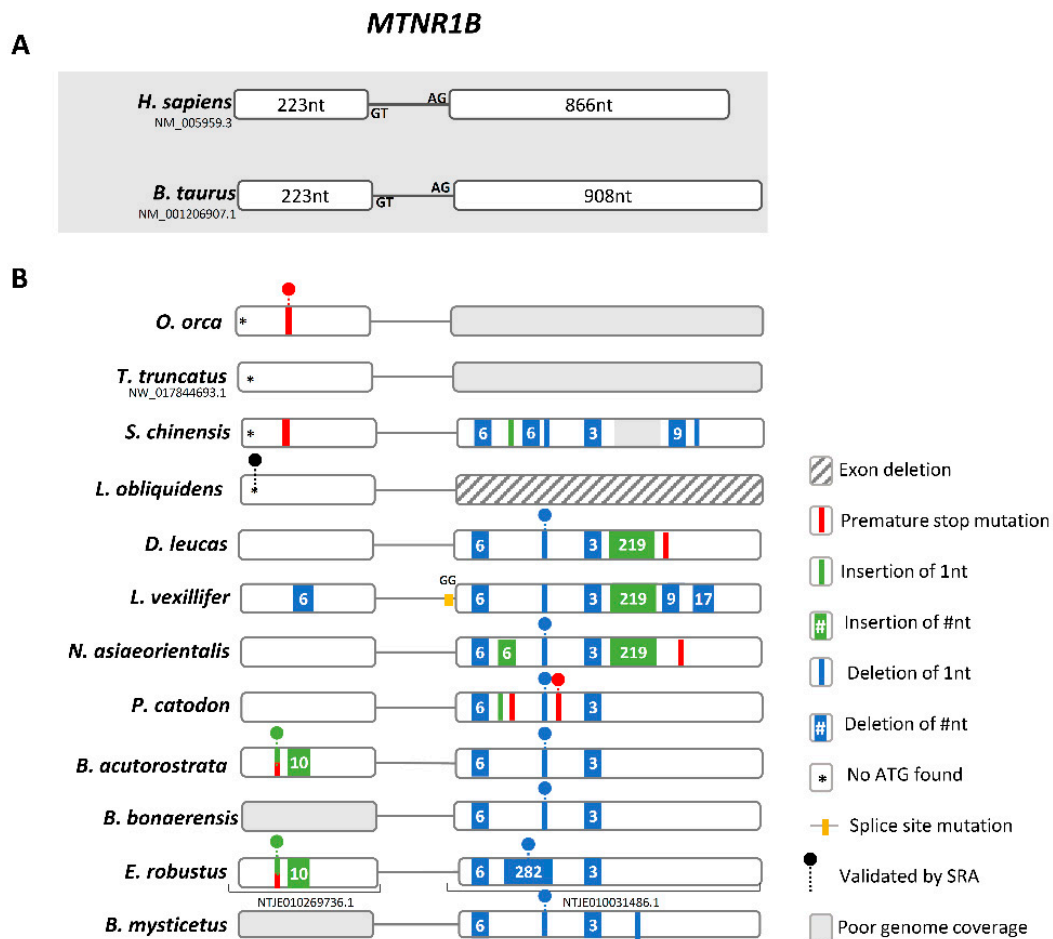 MTNR1B
A
H. sapiens 223nt GT AG 866nt
NM_005959.3
B. taurus 223nt GT AG 908nt
NM_001206907.1
B
O. orca *
T. truncatus *
NW_017844693.1
S. chinensis * 6 6 3 9
L. obliquidens *
D. leucas 6 3 219
L. vexillifer 6 GG 6 3 219 9 17
N. asiaeorientalis 6 6 3 219
P. catodon 6 3
B. acutorostrata 10 6 3
B. bonaerensis 6 3
E. robustus 10 6 282 3
NTJE010269736.1 NTJE010031486.1
B. mysticetus 6 3
Exon deletion
Premature stop mutation
Insertion of 1nt
# Insertion of #nt
Deletion of 1nt
# Deletion of #nt
* No ATG found
Splice site mutation
Validated by SRA
Poor genome coverage